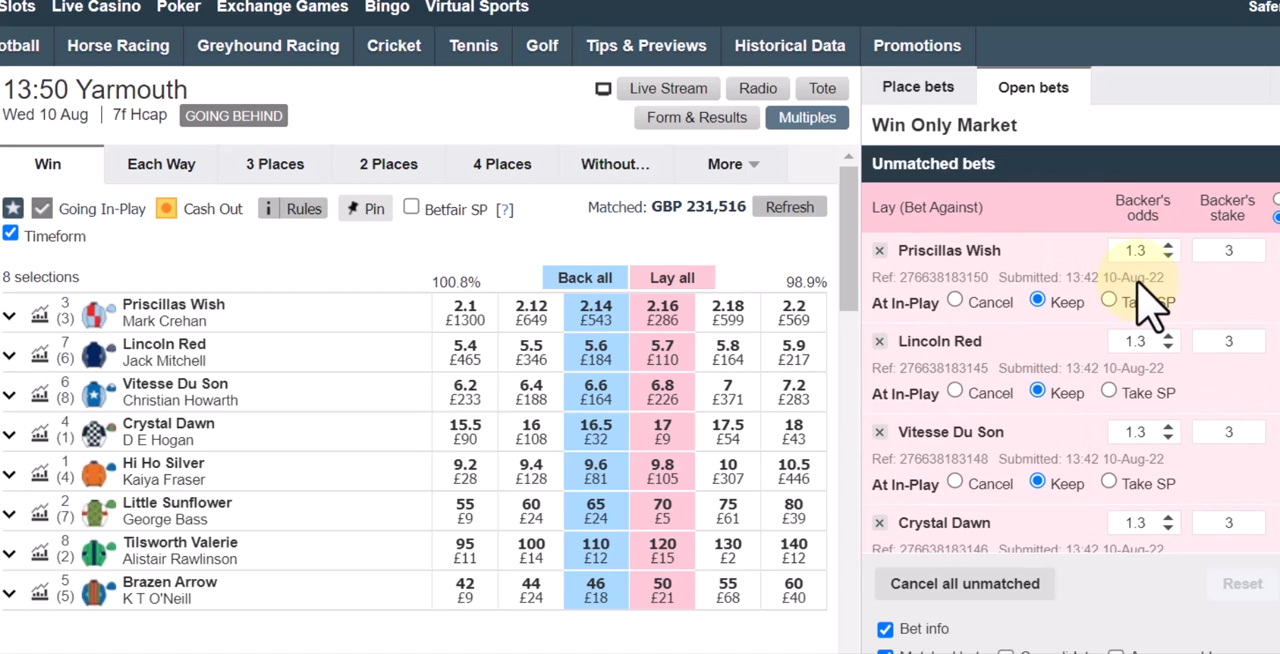 Slots Live Casino Poker Exchange Gaming Bingo Virtual Sports
Horse Racing Greyhound Racing Cricket Tennis Golf Tips & Previews Historical Data Promotions
13:50 Yarmouth
Wed 10 Aug | 7f Hcap GOING BEHIND
Live Stream Radio Tote
Form & Results Multiples
Win Each Way 3 Places 2 Places 4 Places Without... More
Going In-Play Cash Out i Rules Pin Betfair SP [?] Matched: GBP 231,516 Refresh
Timeform
8 selections 100.8% Back all Lay all 98.9%
3 Priscillas Wish 2.1 2.12 2.14 2.16 2.18 2.2
(3) Mark Crehan £1300 £649 £543 £286 £599 £569
7 Lincoln Red 5.4 5.5 5.6 5.7 5.8 5.9
(6) Jack Mitchell £465 £346 £184 £110 £164 £217
6 Vitesse Du Son 6.2 6.4 6.6 6.8 7 7.2
(8) Christian Howarth £233 £188 £164 £226 £371 £283
4 Crystal Dawn 15.5 16 16.5 17 17.5 18
(1) D E Hogan £90 £108 £32 £9 £54 £43
1 Hi Ho Silver 9.2 9.4 9.6 9.8 10 10.5
(4) Kaiya Fraser £28 £128 £81 £105 £307 £446
2 Little Sunflower 55 60 65 70 75 80
(7) George Bass £9 £24 £24 £5 £61 £39
8 Tilsworth Valerie 95 100 110 120 130 140
(2) Alistair Rawlinson £11 £14 £12 £15 £2 £12
5 Brazen Arrow 42 44 46 50 55 60
(5) K T O'Neill £9 £24 £18 £21 £68 £40
Place bets Open bets
Win Only Market
Unmatched bets
Lay (Bet Against) Backer's odds Backer's stake
Priscillas Wish 1.3 3
Ref: 276638183150 Submitted: 13:42 10-Aug-22
At In-Play Cancel Keep Take SP
Lincoln Red 1.3 3
Ref: 276638183145 Submitted: 13:42 10-Aug-22
At In-Play Cancel Keep Take SP
Vitesse Du Son 1.3 3
Ref: 276638183148 Submitted: 13:42 10-Aug-22
At In-Play Cancel Keep Take SP
Crystal Dawn 1.3 3
Ref: 276638183146 Submitted: 13:42 10-Aug-22
Cancel all unmatched Reset
Bet info